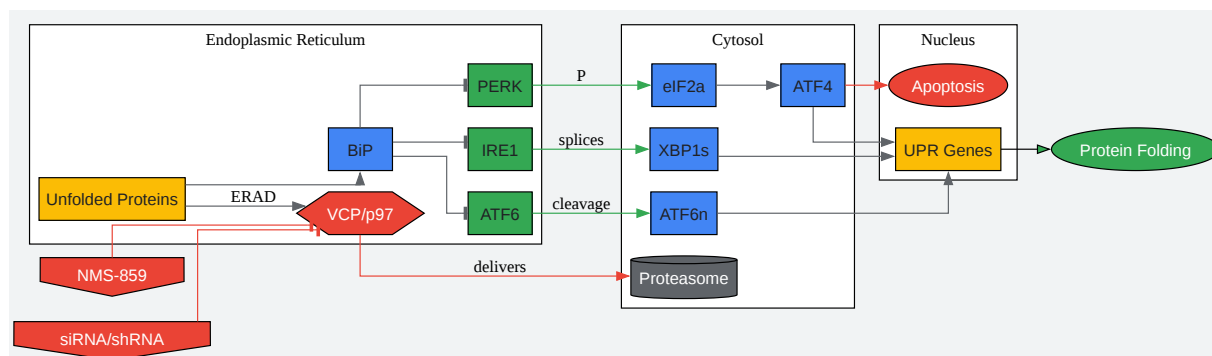 Endoplasmic Reticulum
Cytosol
Nucleus
PERK
P
eIF2a
ATF4
Apoptosis
BiP
IRE1
splices
XBP1s
UPR Genes
Protein Folding
Unfolded Proteins
ERAD
VCP/p97
ATF6
cleavage
ATF6n
NMS-859
delivers
Proteasome
siRNA/shRNA